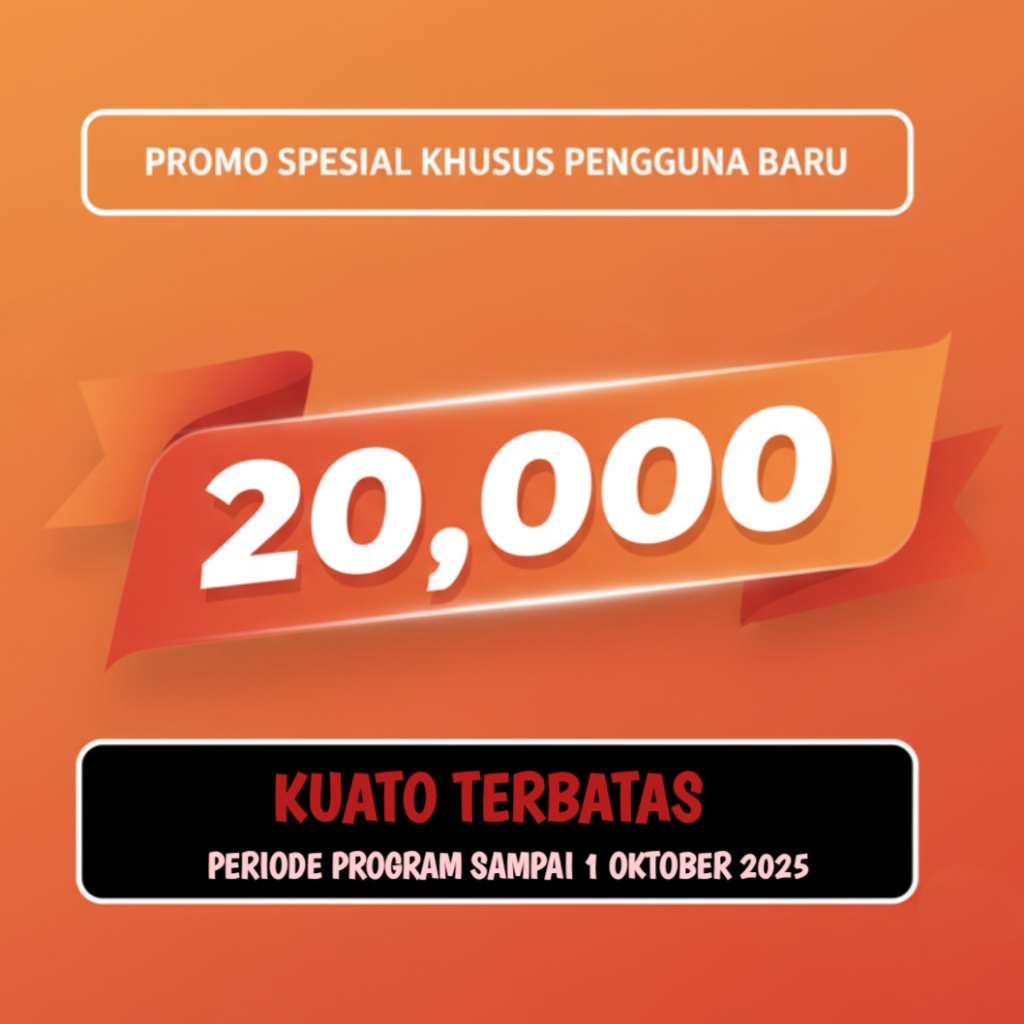 PROMO SPESIAL KHUSUS PENGGUNA BARU
20,000
KUATO TERBATAS
PERIODE PROGRAM SAMPAI 1 OKTOBER 2025